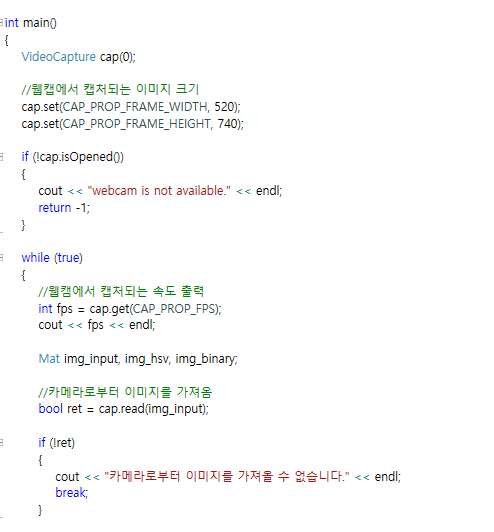 int main()
{
VideoCapture cap(0);
//웹캡에서 캡처되는 이미지 크기
cap.set(CAP_PROP_FRAME_WIDTH, 520);
cap.set(CAP_PROP_FRAME_HEIGHT, 740);
if (!cap.isOpened())
{
cout << "webcam is not available." << endl;
return -1;
}
while (true)
{
//웹캠에서 캡처되는 속도 출력
int fps = cap.get(CAP_PROP_FPS);
cout << fps << endl;
Mat img_input, img_hsv, img_binary;
//카메라로부터 이미지를 가져옴
bool ret = cap.read(img_input);
if (!ret)
{
cout << "카메라로부터 이미지를 가져올 수 없습니다." << endl;
break;
}